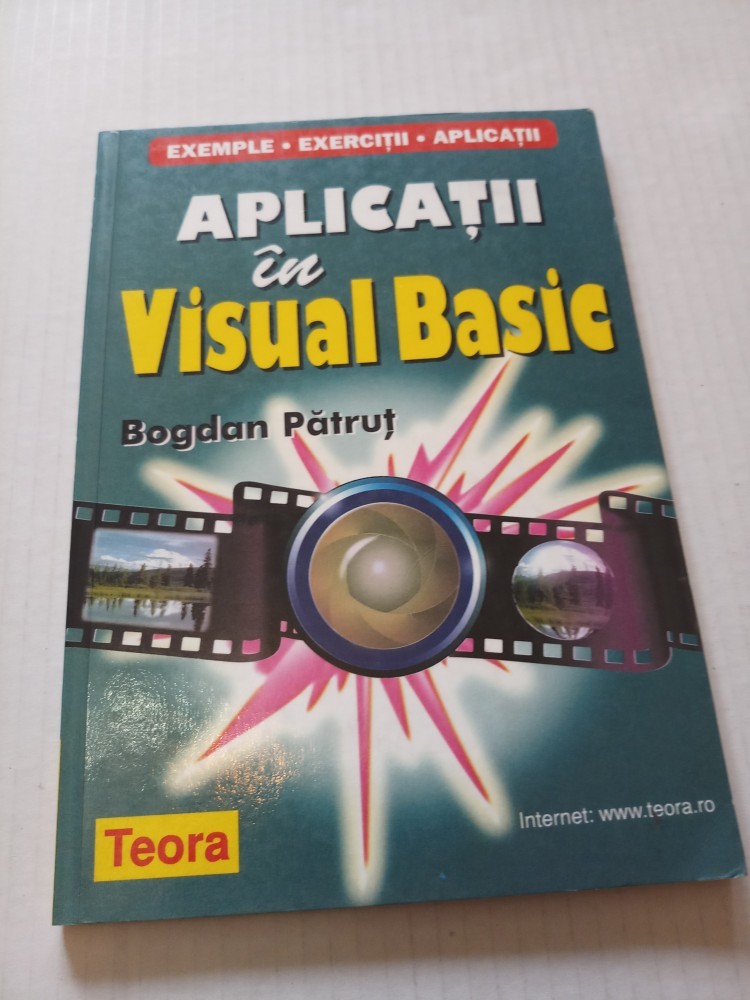 EXEMPLE • EXERCIȚII • APLICAȚII
APLICAȚII
în
Visual Basic
Bogdan Pătruț
Internet: www.teora.ro
Teora